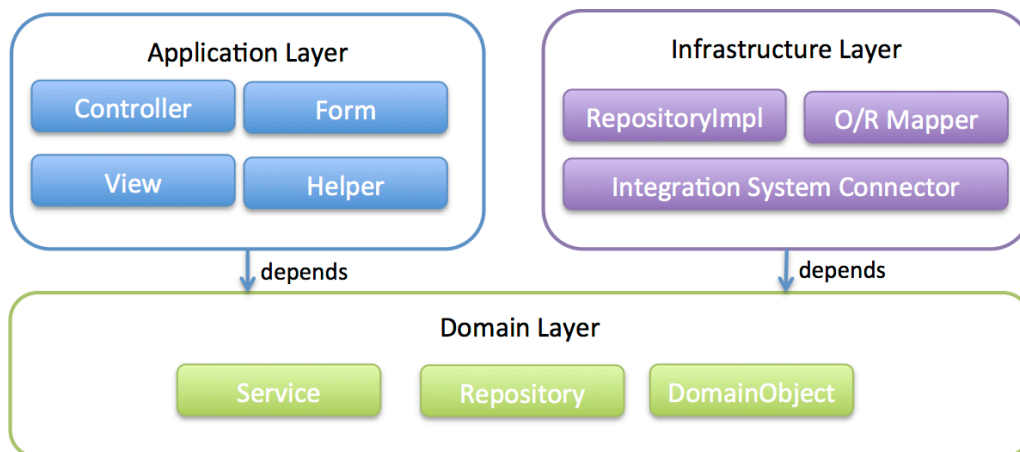 Application Layer
Controller
Form
View
Helper
Infrastructure Layer
RepositoryImpl
O/R Mapper
Integration System Connector
depends
depends
Domain Layer
Service
Repository
DomainObject